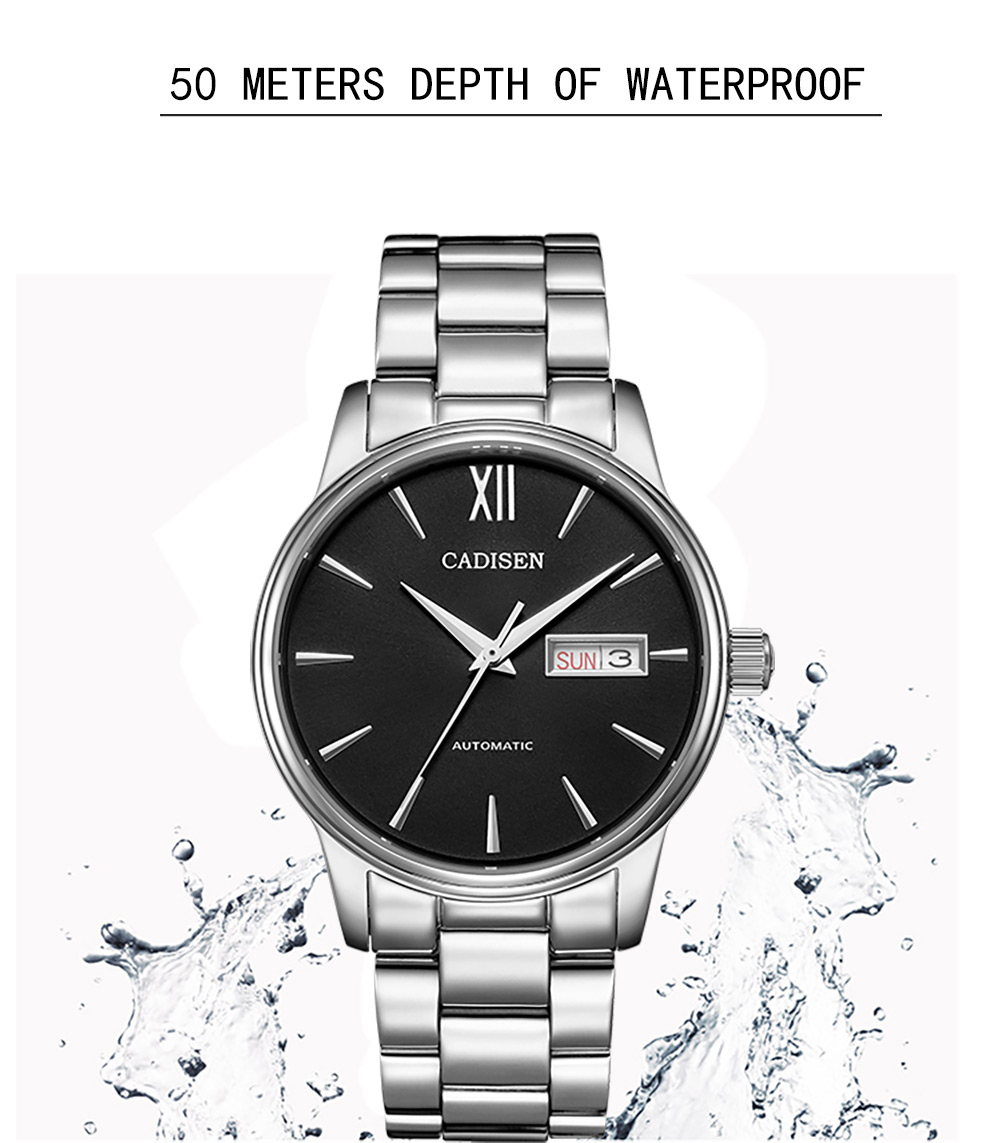 50 METERS DEPTH OF WATERPROOF
XII
CADISEN
SUN 3
AUTOMATIC